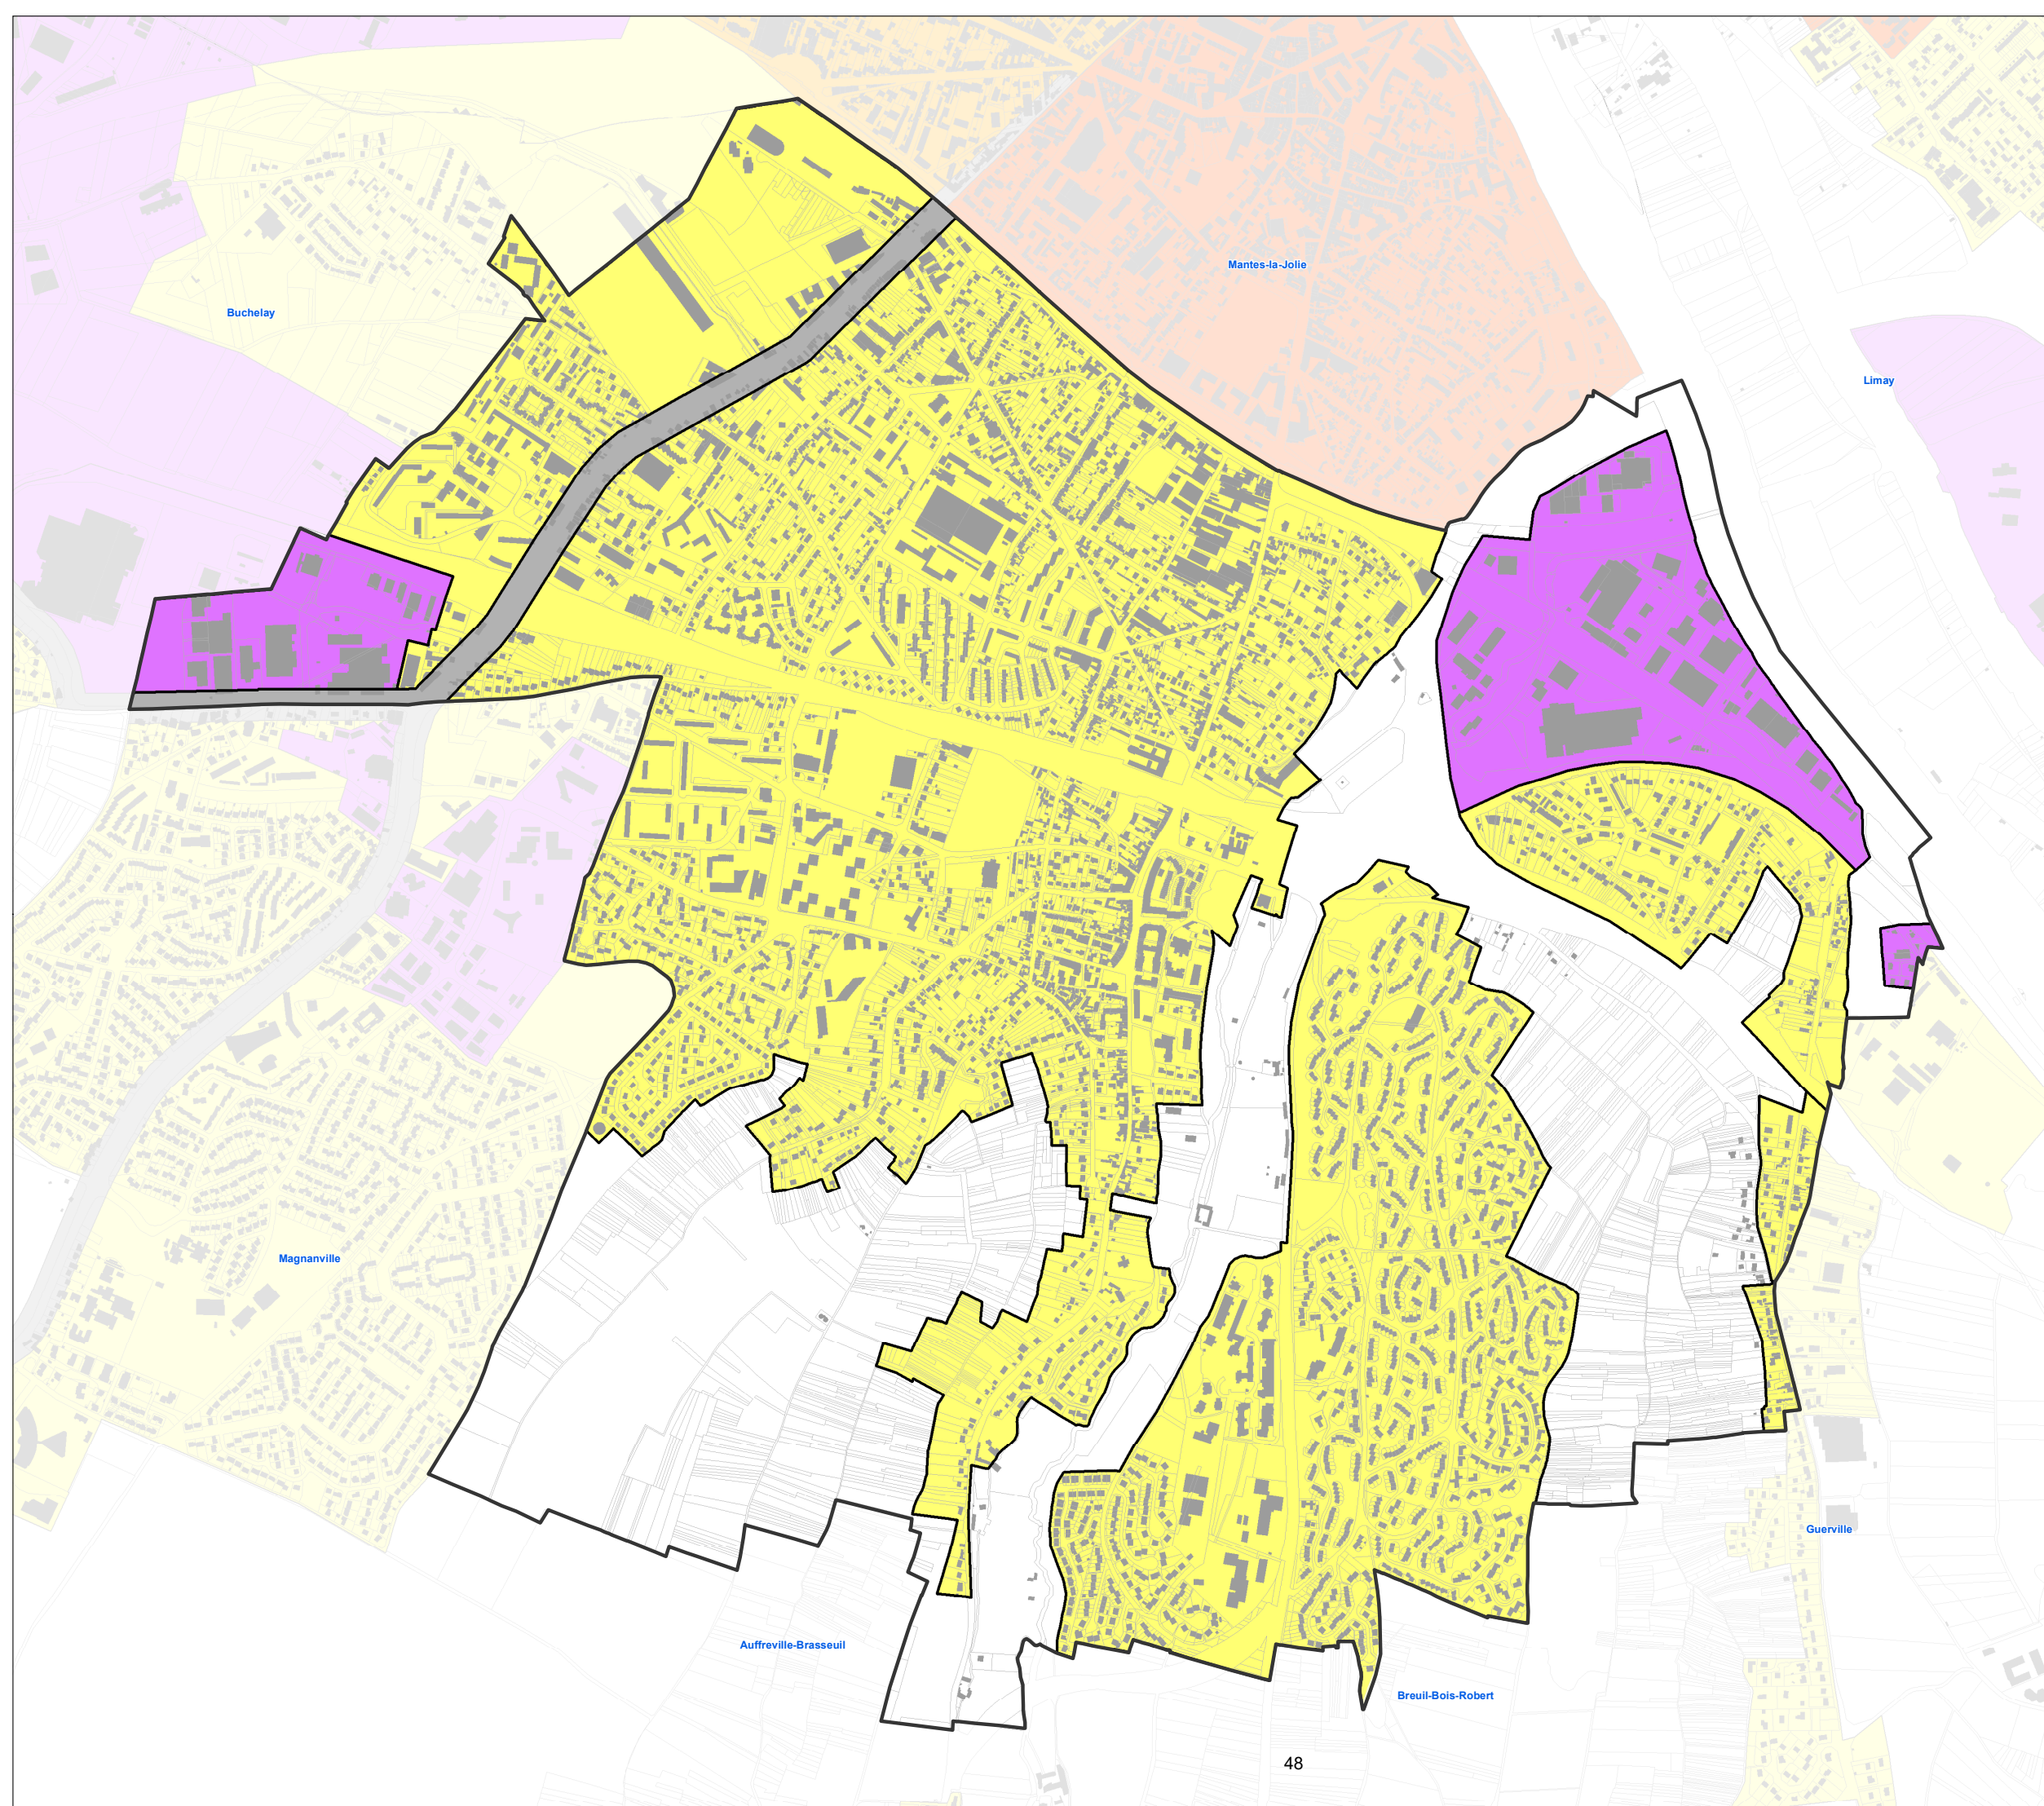 Mantes-la-Jolie
Buchelay
Limay
Magnanville
Guerville
Auffreville-Brasseuil
Breuil-Bois-Robert
48